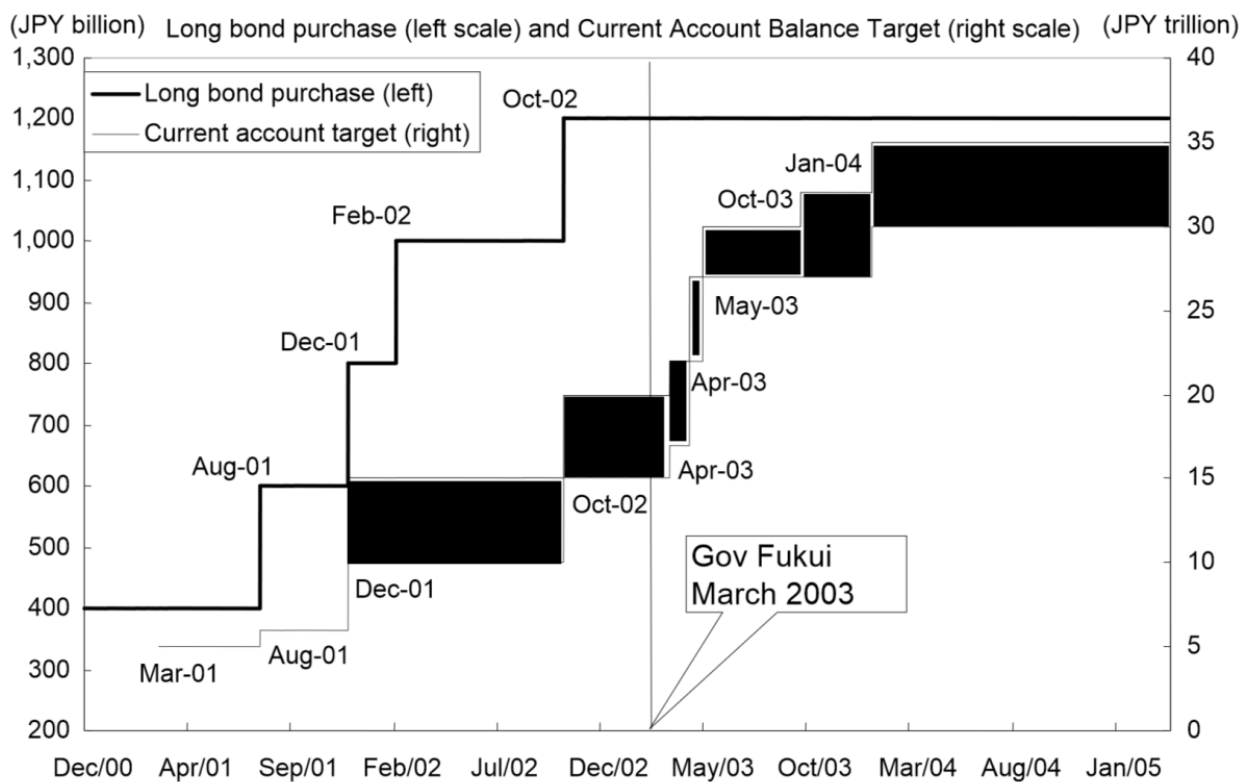 (JPY billion) Long bond purchase (left scale) and Current Account Balance Target (right scale) (JPY trillion)
1,300
1,200
1,100
1,000
900
800
700
600
500
400
300
200
40
35
30
25
20
15
10
5
0
Long bond purchase (left)
Current account target (right)
Oct-02
Feb-02
Dec-01
Aug-01
Mar-01
Aug-01
Dec-01
Oct-02
Apr-03
Apr-03
May-03
Oct-03
Jan-04
Gov Fukui
March 2003
Dec/00 Apr/01 Sep/01 Feb/02 Jul/02 Dec/02 May/03 Oct/03 Mar/04 Aug/04 Jan/05